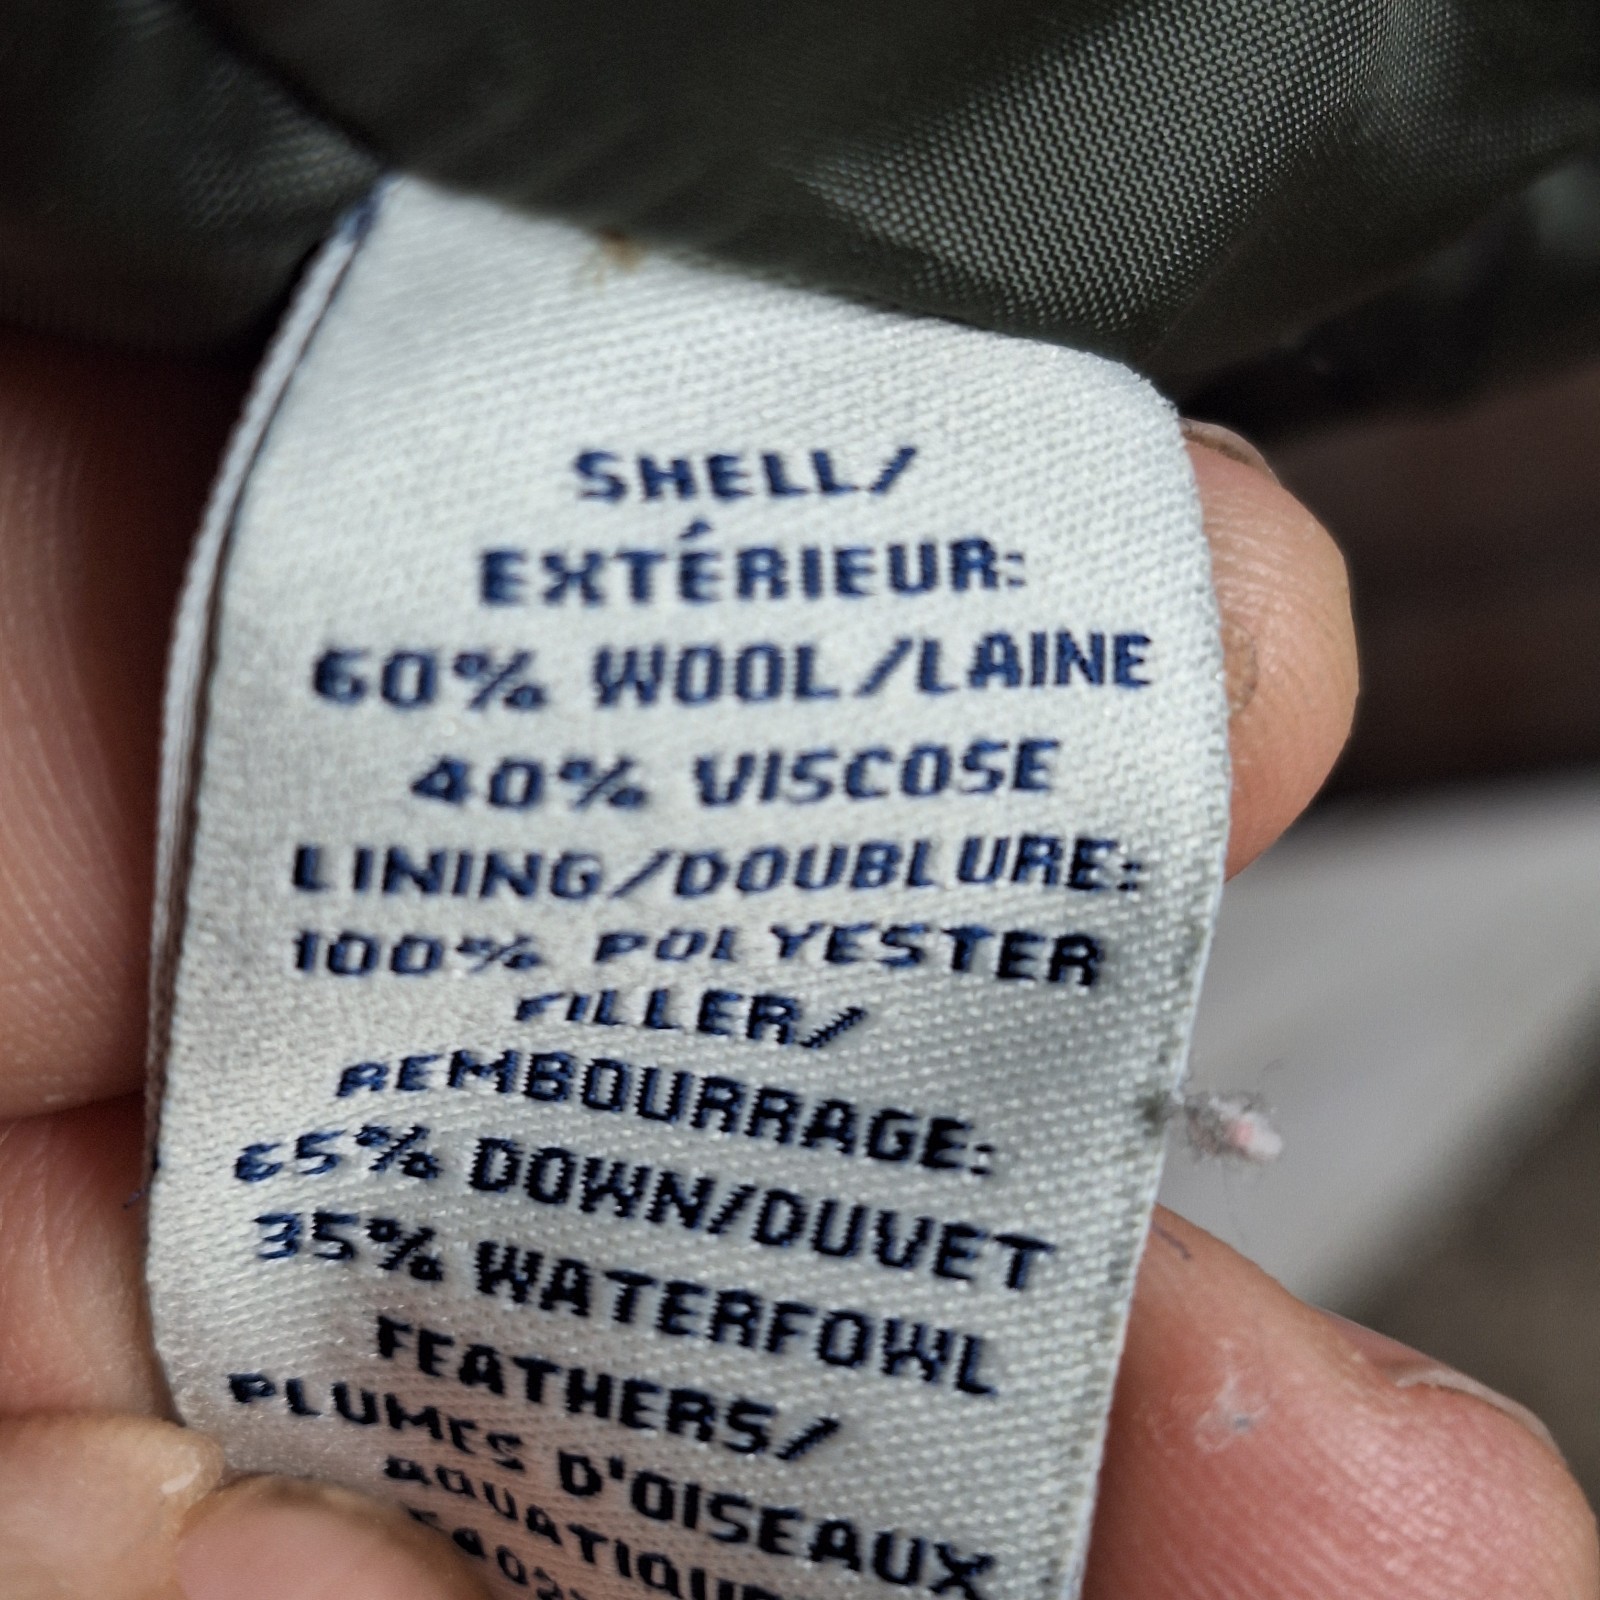 SHELL/
EXTÉRIEUR:
60% WOOL/LAINE
40% VISCOSE
LINING/DOUBLURE:
100% POLYESTER
FILLER/
REMBOURRAGE:
65% DOWN/DUVET
35% WATERFOWL
FEATHERS/
PLUMES D'OISEAUX